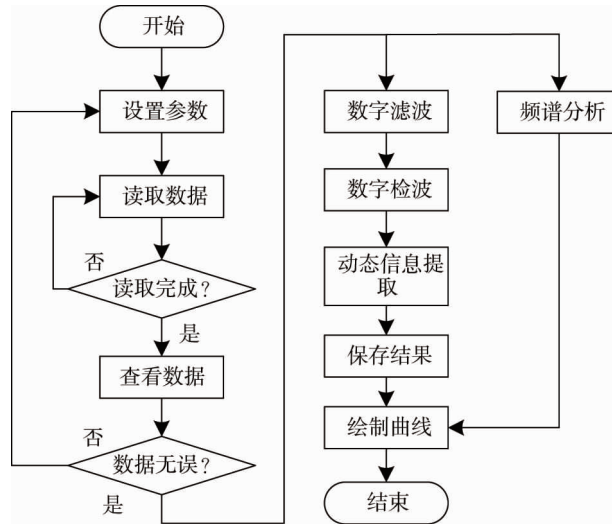 开始
设置参数
读取数据
否
读取完成?
是
查看数据
否
数据无误?
是
数字滤波
频谱分析
数字检波
动态信息提
取
保存结果
绘制曲线
结束